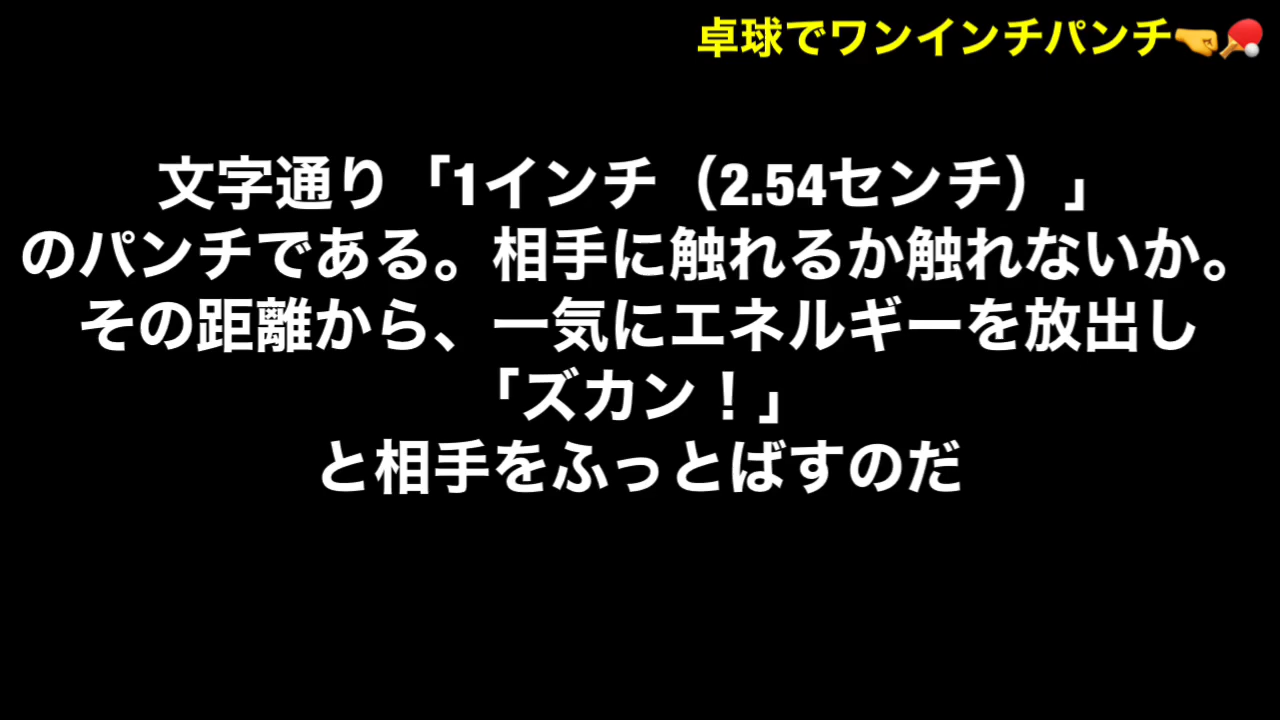 卓球でワンインチパンチ🤜🏓
文字通り「1インチ（2.54センチ）」
のパンチである。相手に触れるか触れないか。
その距離から、一気にエネルギーを放出し
「ズカン！」
と相手をふっとばすのだ